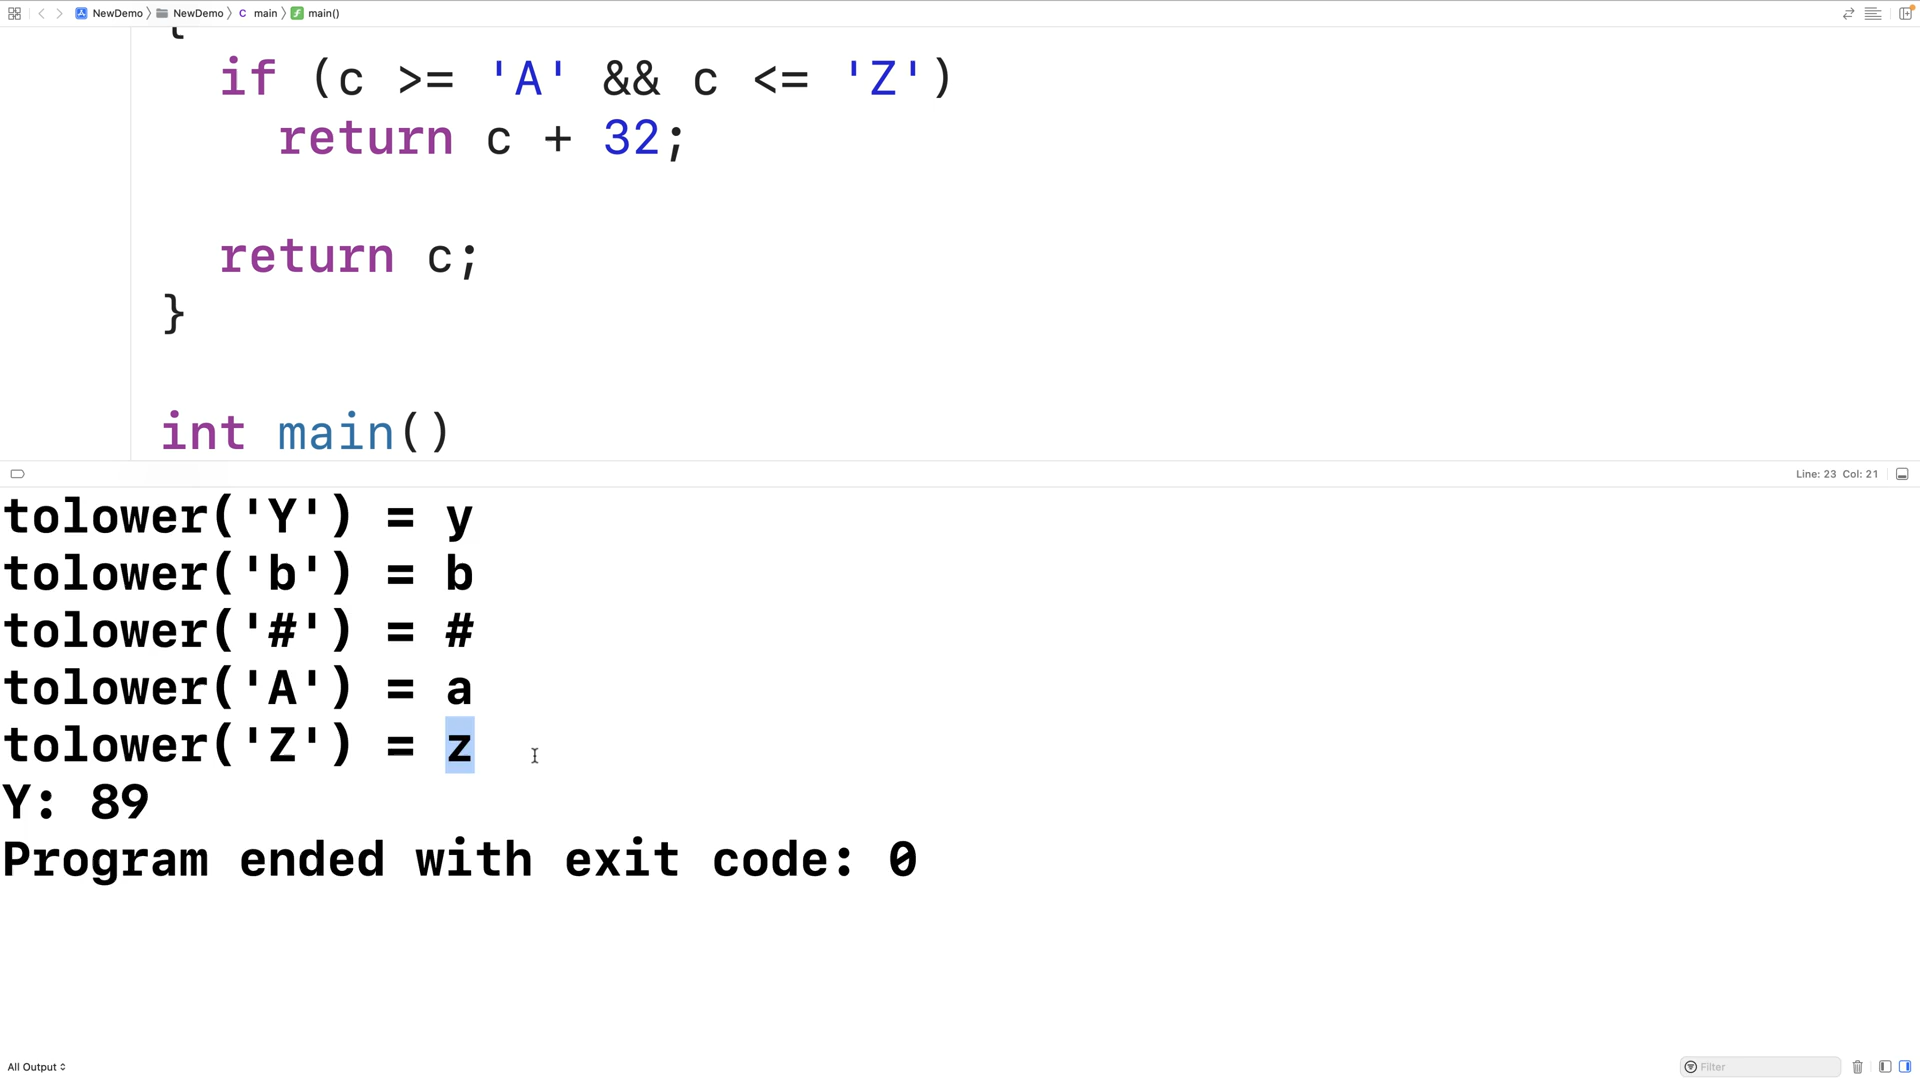 NewDemo NewDemo C main f main()
{
if (c >= 'A' && c <= 'Z')
return c + 32;
return c;
}
int main()
Line: 23 Col: 21
tolower('Y') = y
tolower('b') = b
tolower('#') = #
tolower('A') = a
tolower('Z') = z
Y: 89
Program ended with exit code: 0
All Output
Filter